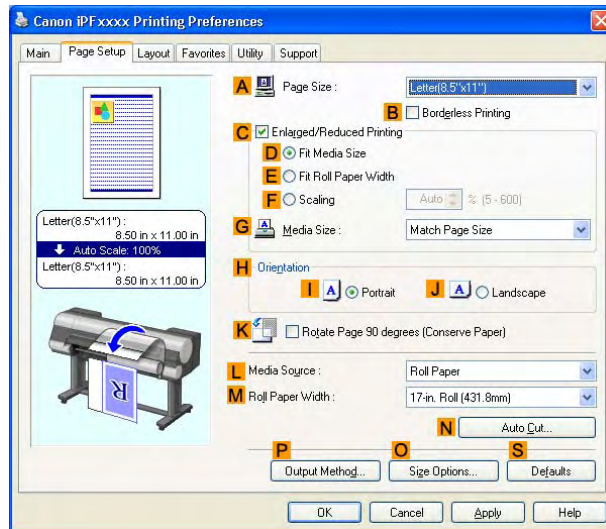 Canon iPFxxxx Printing Preferences
Main Page Setup Layout Favorites Utility Support
A Page Size : Letter(8.5"x11")
B Borderless Printing
C Enlarged/Reduced Printing
D Fit Media Size
E Fit Roll Paper Width
F Scaling Auto % (5 - 600)
Letter(8.5"x11") :
8.50 in x 11.00 in
Auto Scale: 100%
Letter(8.5"x11") :
8.50 in x 11.00 in
G Media Size : Match Page Size
H Orientation
I A Portrait J A Landscape
K Rotate Page 90 degrees (Conserve Paper)
R
L Media Source : Roll Paper
M Roll Paper Width : 17-in. Roll (431.8mm)
N Auto Cut...
P O S
Output Method... Size Options... Defaults
OK Cancel Apply Help